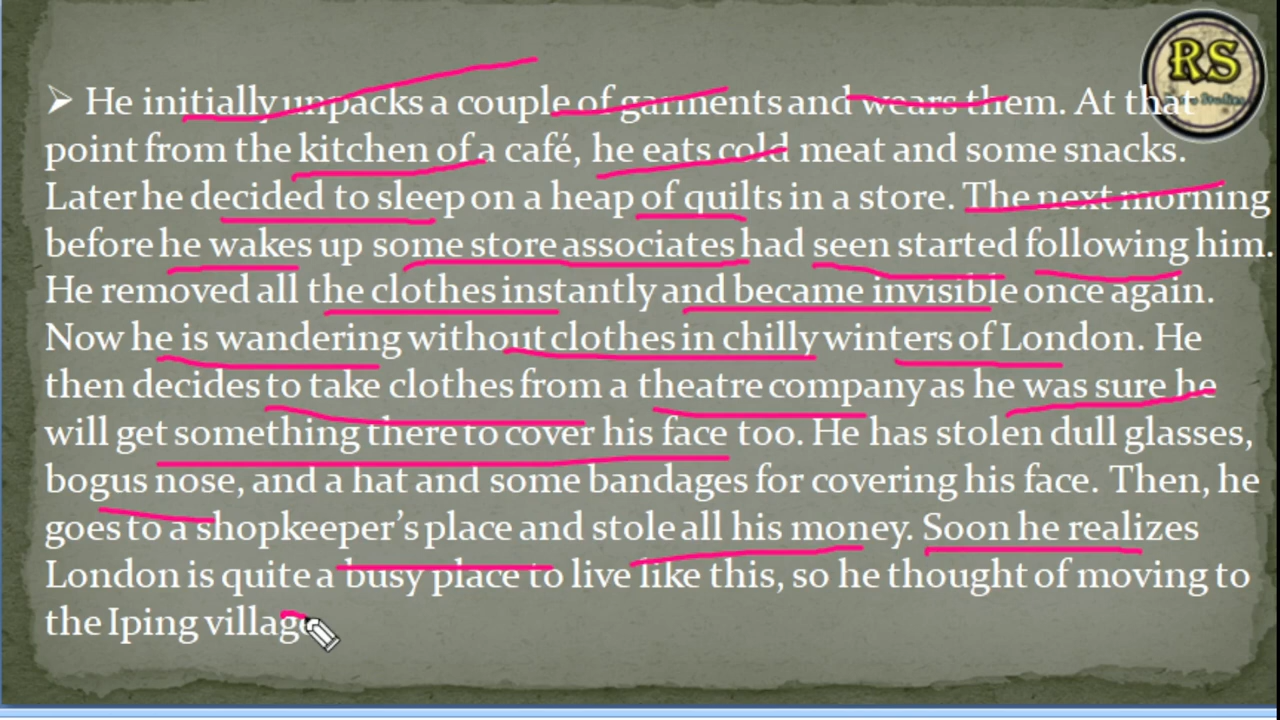 ➢ He initially unpacks a couple of garments and wears them. At that
point from the kitchen of a café, he eats cold meat and some snacks.
Later he decided to sleep on a heap of quilts in a store. The next morning
before he wakes up some store associates had seen started following him.
He removed all the clothes instantly and became invisible once again.
Now he is wandering without clothes in chilly winters of London. He
then decides to take clothes from a theatre company as he was sure he
will get something there to cover his face too. He has stolen dull glasses,
bogus nose, and a hat and some bandages for covering his face. Then, he
goes to a shopkeeper's place and stole all his money. Soon he realizes
London is quite a busy place to live like this, so he thought of moving to
the Iping village
RS